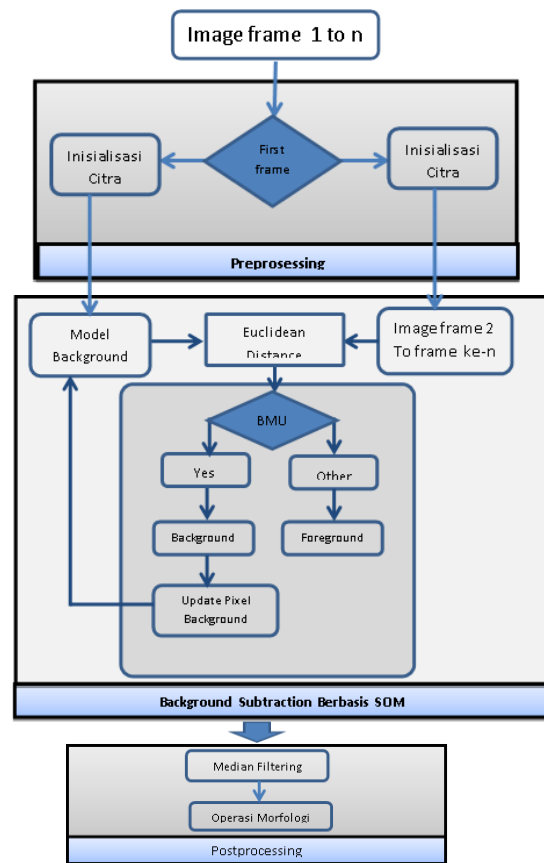 Image frame 1 to n
First
frame
Inisialisasi
Citra
Inisialisasi
Citra
Preprosessing
Model
Background
Euclidean
Distance
Image frame 2
To frame ke-n
BMU
Yes
Other
Background
Foreground
Update Pixel
Background
Background Subtraction Berbasis SOM
Median Filtering
Operasi Morfologi
Postprocessing